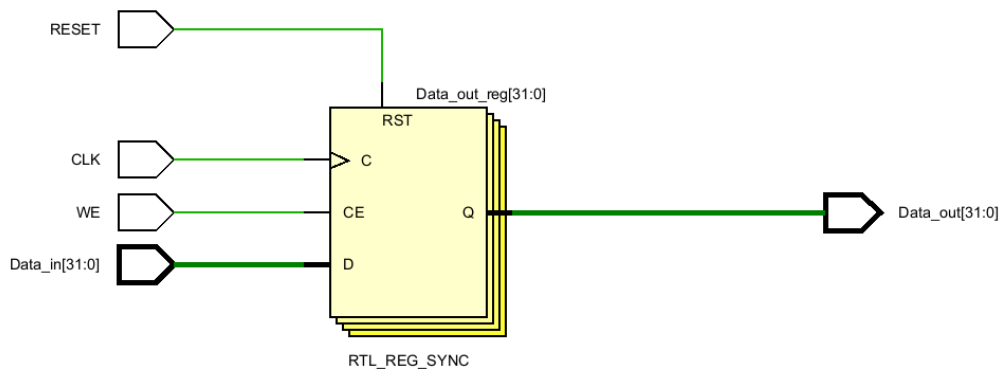 RESET
Data_out_reg[31:0]
RST
CLK
C
WE
CE
Q
Data_out[31:0]
Data_in[31:0]
D
RTL_REG_SYNC